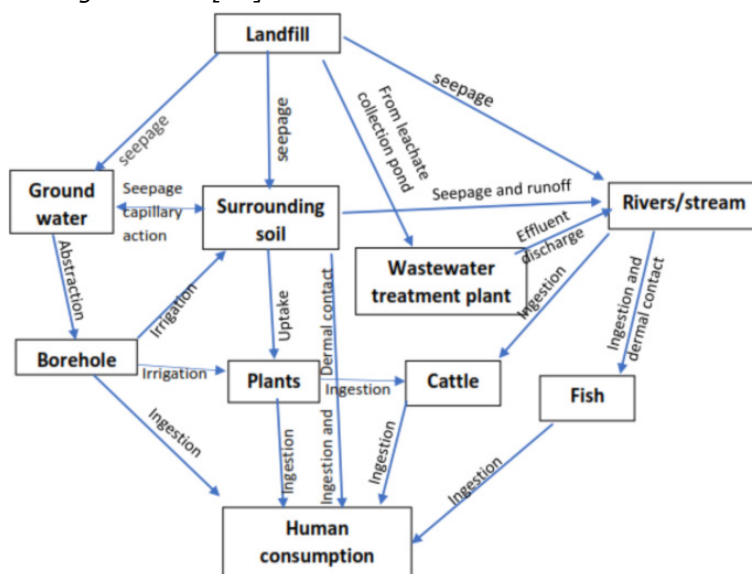 Landfill
seepage
seepage
From leachate
collection pond
seepage
Ground
water
Seepage
capillary
action
Surrounding
soil
Seepage and runoff
Rivers/stream
Effluent
discharge
Wastewater
treatment plant
Abstraction
Irrigation
Uptake
Ingestion and
Dermal contact
Ingestion
Ingestion and
dermal contact
Borehole
Irrigation
Plants
Ingestion
Cattle
Fish
Ingestion
Ingestion
Ingestion
Ingestion
Human
consumption